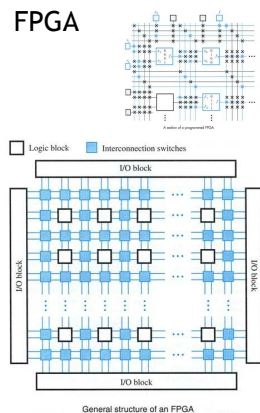 FPGA
A section of a programmed FPGA
Logic block
Interconnection switches
I/O block
I/O block
I/O block
I/O block
General structure of an FPGA